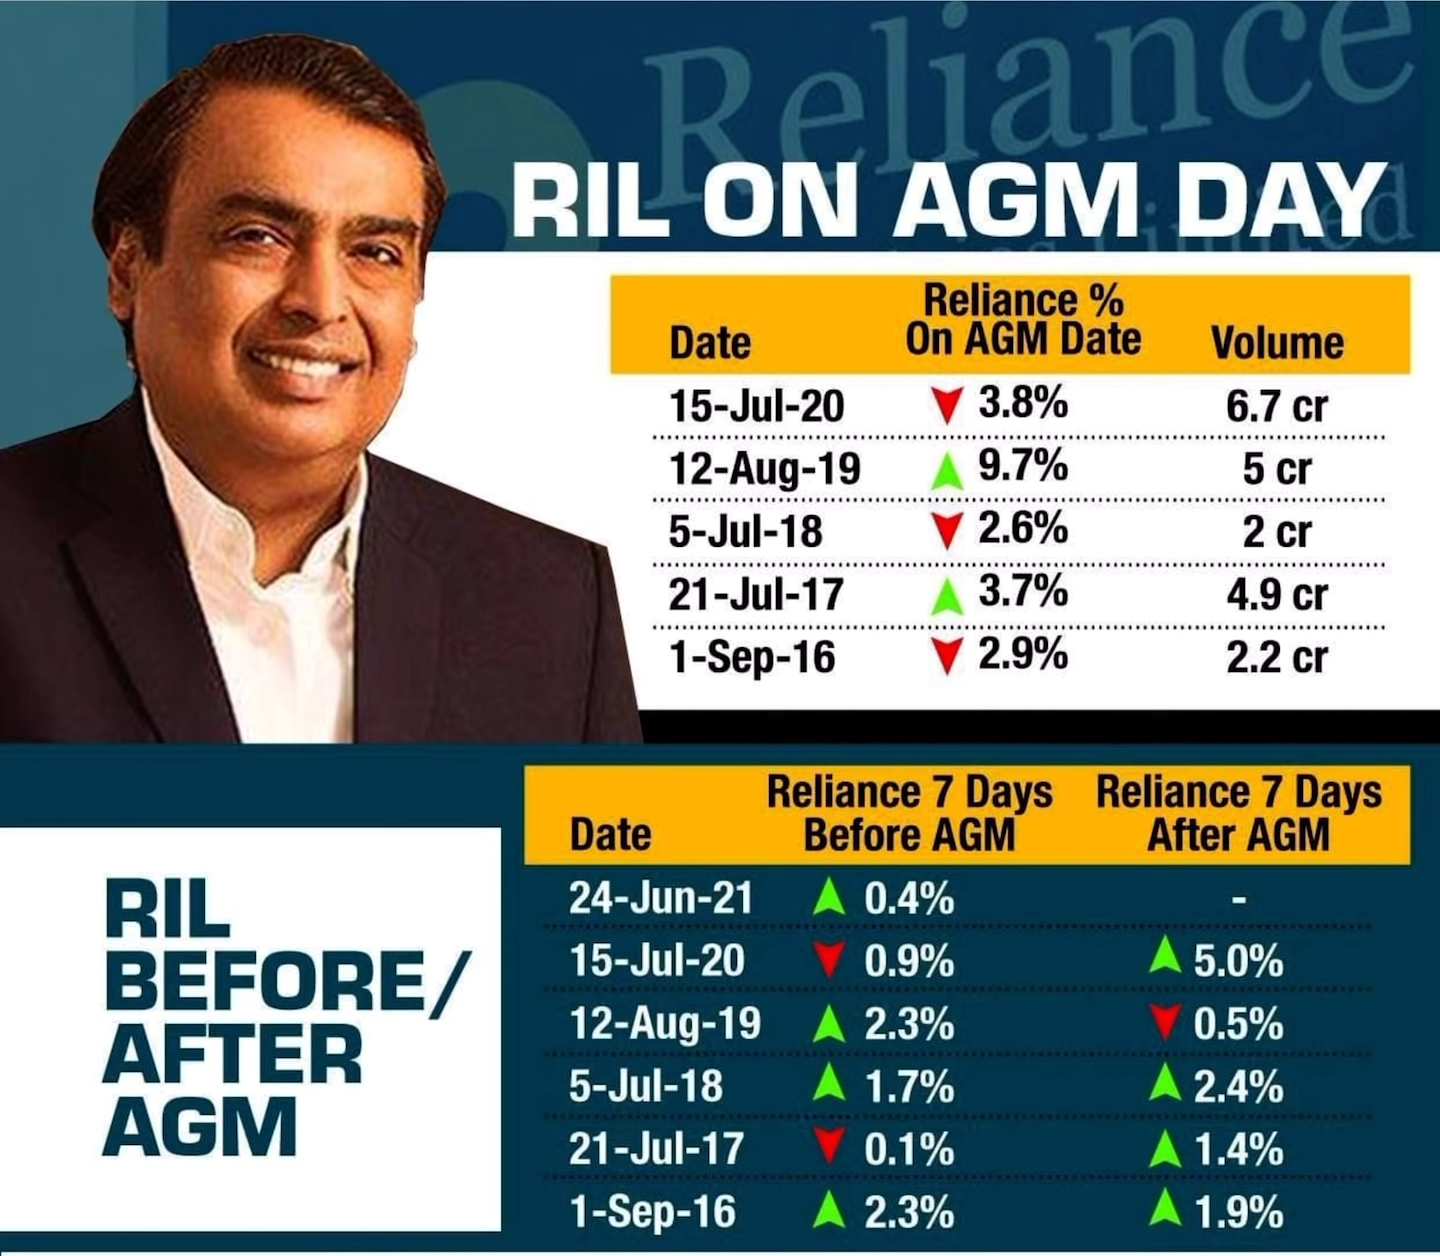 Reliance
RIL ON AGM DAY
Date Reliance % On AGM Date Volume
15-Jul-20 ▼ 3.8% 6.7 cr
12-Aug-19 ▲ 9.7% 5 cr
5-Jul-18 ▼ 2.6% 2 cr
21-Jul-17 ▲ 3.7% 4.9 cr
1-Sep-16 ▼ 2.9% 2.2 cr
RIL
BEFORE/
AFTER
AGM
Date Reliance 7 Days Before AGM Reliance 7 Days After AGM
24-Jun-21 ▲ 0.4% -
15-Jul-20 ▼ 0.9% ▲ 5.0%
12-Aug-19 ▲ 2.3% ▼ 0.5%
5-Jul-18 ▲ 1.7% ▲ 2.4%
21-Jul-17 ▼ 0.1% ▲ 1.4%
1-Sep-16 ▲ 2.3% ▲ 1.9%